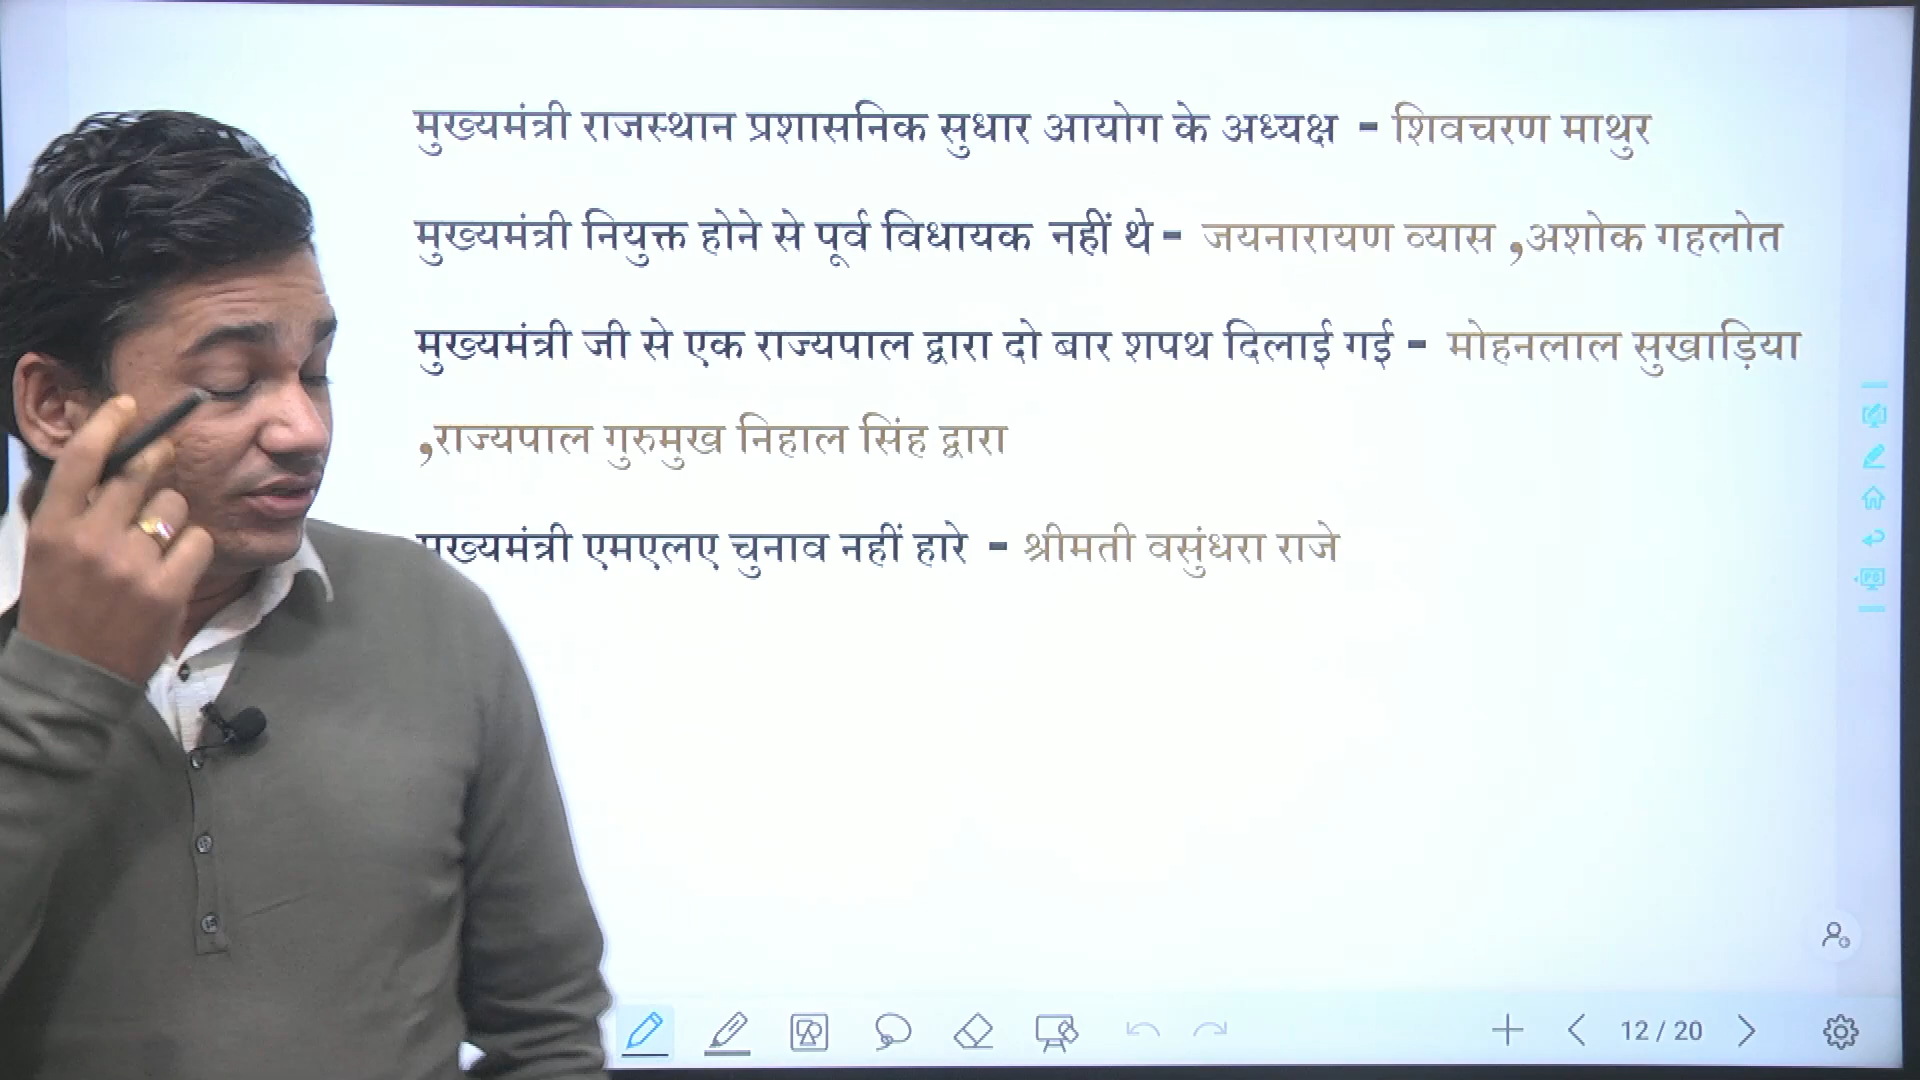 मुख्यमंत्री राजस्थान प्रशासनिक सुधार आयोग के अध्यक्ष - शिवचरण माथुर
मुख्यमंत्री नियुक्त होने से पूर्व विधायक नहीं थे - जयनारायण व्यास ,अशोक गहलोत
मुख्यमंत्री जी से एक राज्यपाल द्वारा दो बार शपथ दिलाई गई - मोहनलाल सुखाड़िया
,राज्यपाल गुरुमुख निहाल सिंह द्वारा
मुख्यमंत्री एमएलए चुनाव नहीं हारे - श्रीमती वसुंधरा राजे
12 / 20